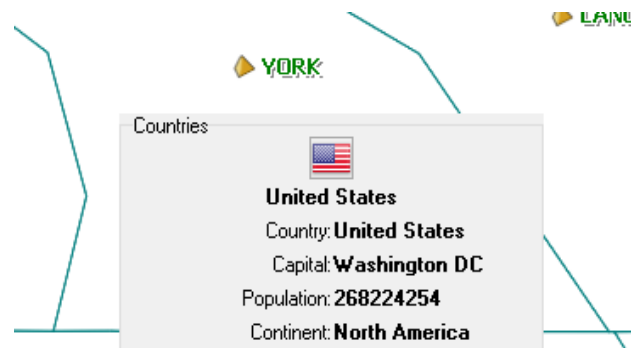 YORK
Countries
United States
Country: United States
Capital: Washington DC
Population: 268224254
Continent: North America